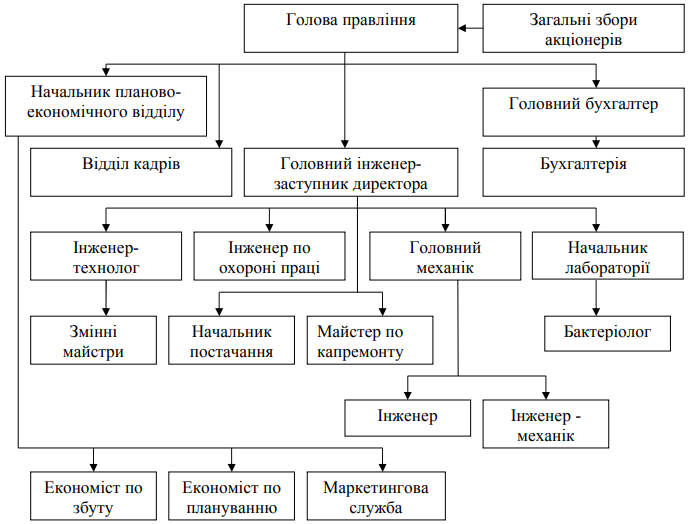 Голова правління
Загальні збори
акціонерів
Начальник планово-
економічного відділу
Головний бухгалтер
Відділ кадрів
Головний інженер-
заступник директора
Бухгалтерія
Інженер-
технолог
Інженер по
охороні праці
Головний
механік
Начальник
лабораторії
Змінні
майстри
Начальник
постачання
Майстер по
капремонту
Бактеріолог
Інженер
Інженер -
механік
Економіст по
збуту
Економіст по
плануванню
Маркетингова
служба